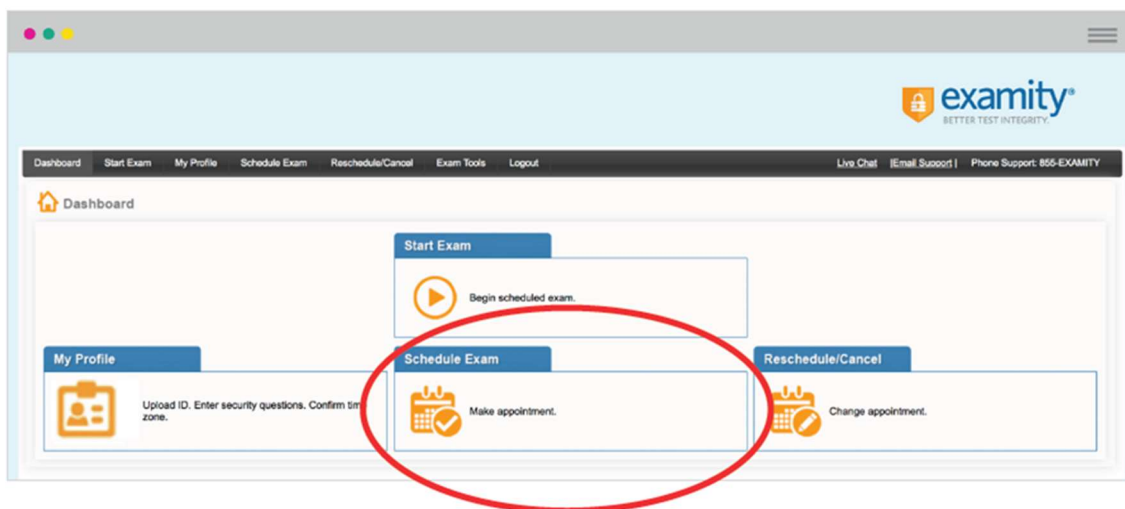 examity®
BETTER TEST INTEGRITY.
Dashboard Start Exam My Profile Schedule Exam Reschedule/Cancel Exam Tools Logout Live Chat |Email Support | Phone Support: 855-EXAMITY
Dashboard
Start Exam
Begin scheduled exam.
My Profile
Upload ID. Enter security questions. Confirm
zone.
Schedule Exam
Make appointment.
Reschedule/Cancel
Change appointment.